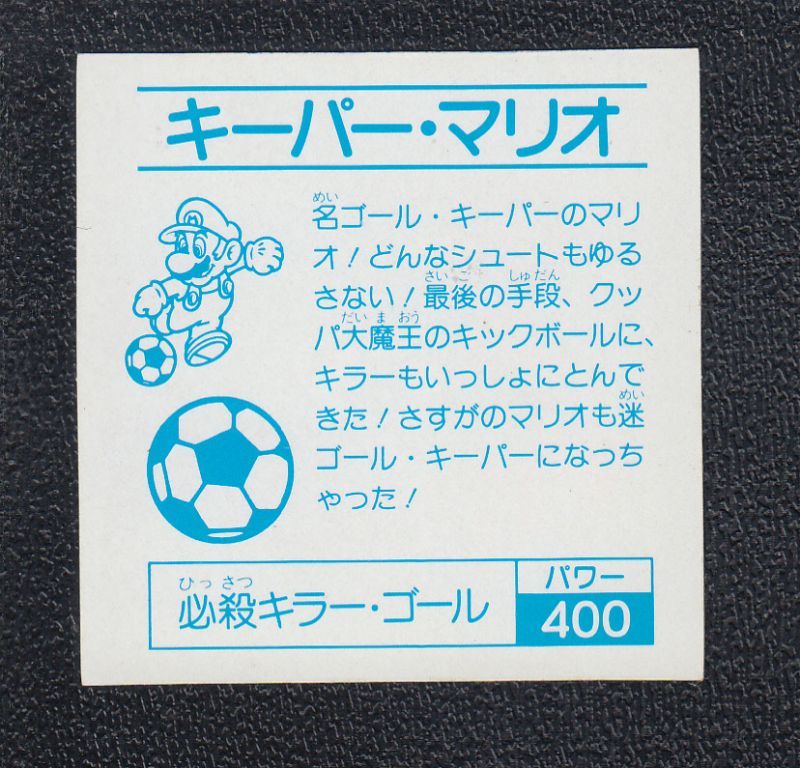 キーパー・マリオ
名ゴール・キーパーのマリ
オ!どんなシュートもゆる
さない!最後の手段、クッ
パ大魔王のキックボールに、
キラーもいっしょにとんで
きた!さすがのマリオも迷
ゴール・キーパーになっち
ゃった!
めい
さいご
しゅだん
だいまおう
めい
ひっさつ
必殺キラー・ゴール
パワー
400
M